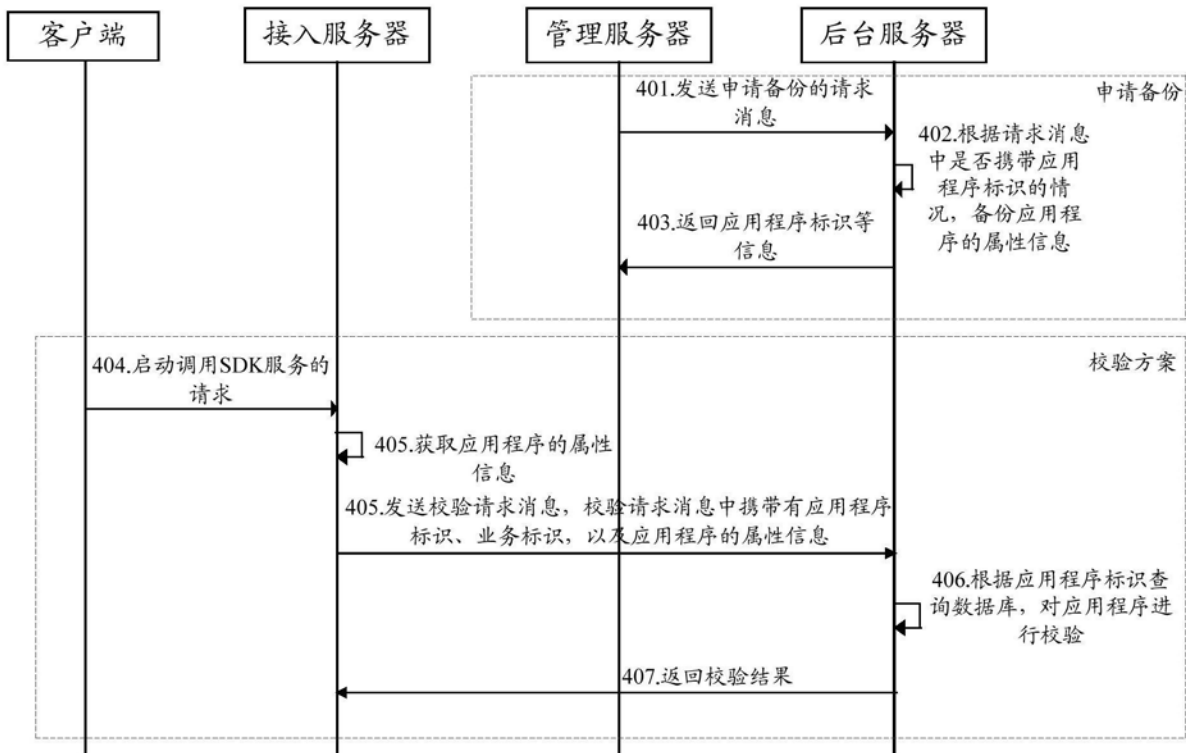 客户端
接入服务器
管理服务器
后台服务器
申请备份
401.发送申请备份的请求
消息
402.根据请求消息
中是否携带应用
程序标识的情
况，备份应用程
序的属性信息
403.返回应用程序标识等
信息
校验方案
404.启动调用SDK服务的
请求
405.获取应用程序的属性
信息
405.发送校验请求消息，校验请求消息中携带有应用程序
标识、业务标识，以及应用程序的属性信息
406.根据应用程序标识查
询数据库，对应用程序进
行校验
407.返回校验结果